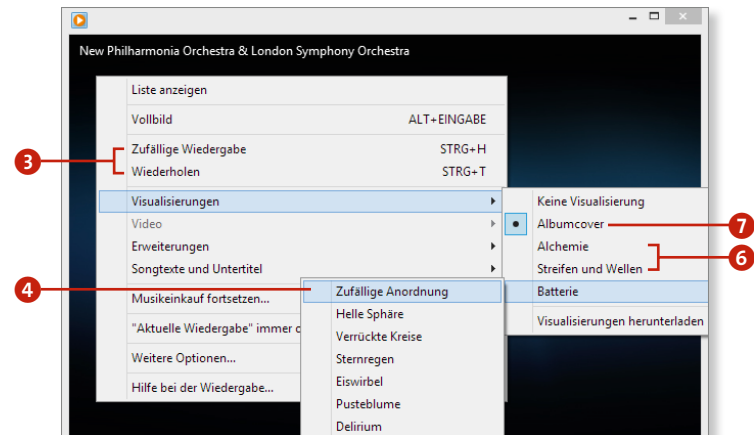 New Philharmonia Orchestra & London Symphony Orchestra
Liste anzeigen
Vollbild ALT+EINGABE
3
Zufällige Wiedergabe STRG+H
Wiederholen STRG+T
Visualisierungen
Video
Erweiterungen
Songtexte und Untertitel
Musikeinkauf fortsetzen...
"Aktuelle Wiedergabe" immer
Weitere Optionen...
Hilfe bei der Wiedergabe...
Keine Visualisierung
Albumcover 7
Alchemie
6
Streifen und Wellen
Batterie
Visualisierungen herunterladen
4 Zufällige Anordnung
Helle Sphäre
Verrückte Kreise
Sternregen
Eiswirbel
Pusteblume
Delirium